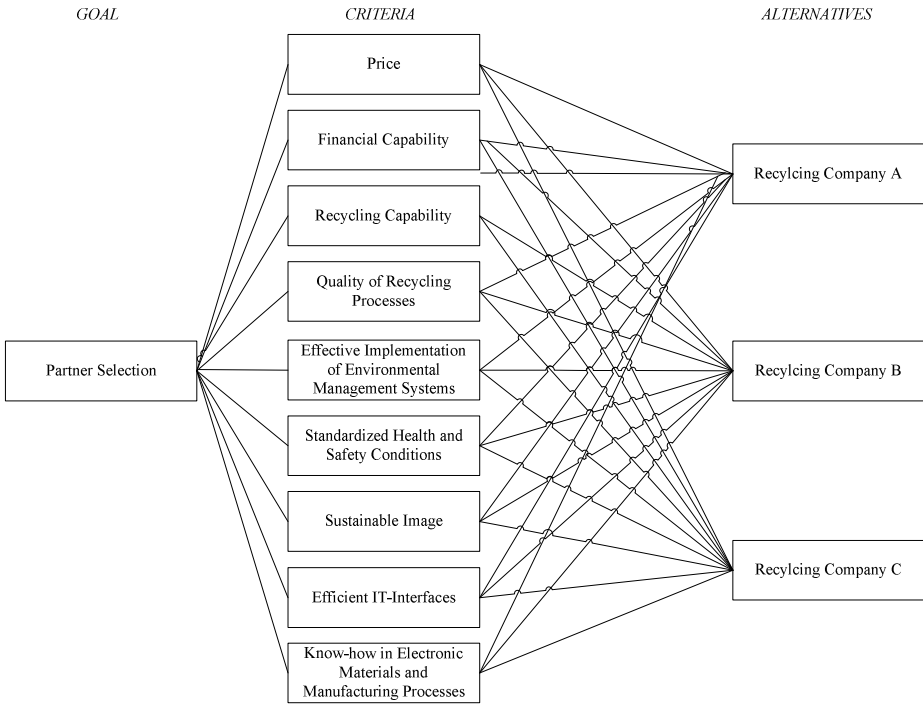 GOAL
CRITERIA
ALTERNATIVES
Price
Financial Capability
Recycling Capability
Quality of Recycling
Processes
Effective Implementation
of Environmental
Management Systems
Standardized Health and
Safety Conditions
Sustainable Image
Efficient IT-Interfaces
Know-how in Electronic
Materials and
Manufacturing Processes
Partner Selection
Recylcing Company A
Recylcing Company B
Recylcing Company C